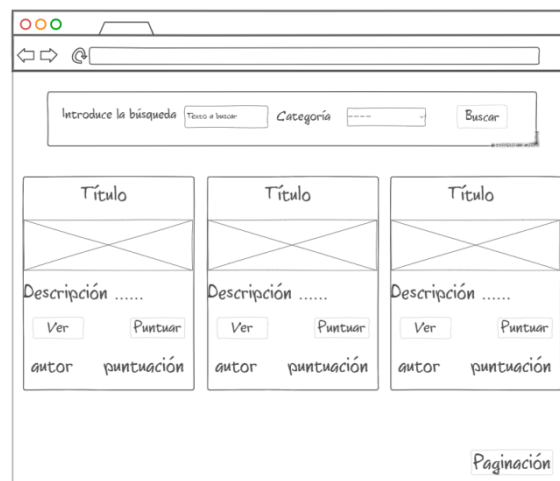 Introduce la búsqueda Texto a buscar Categoría ---- Buscar
Título Título Título
Descripción ...... Descripción ...... Descripción ......
Ver Puntuar Ver Puntuar Ver Puntuar
autor puntuación autor puntuación autor puntuación
Paginación